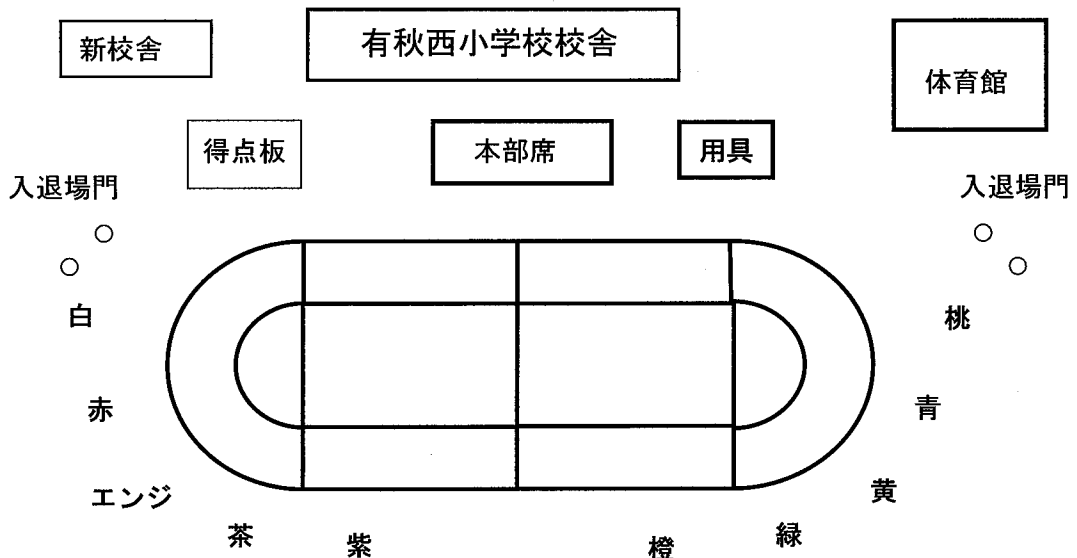 新校舎
有秋西小学校校舎
体育館
得点板
本部席
用具
入退場門
入退場門
白
桃
赤
青
エンジ
黄
茶
紫
橙
緑